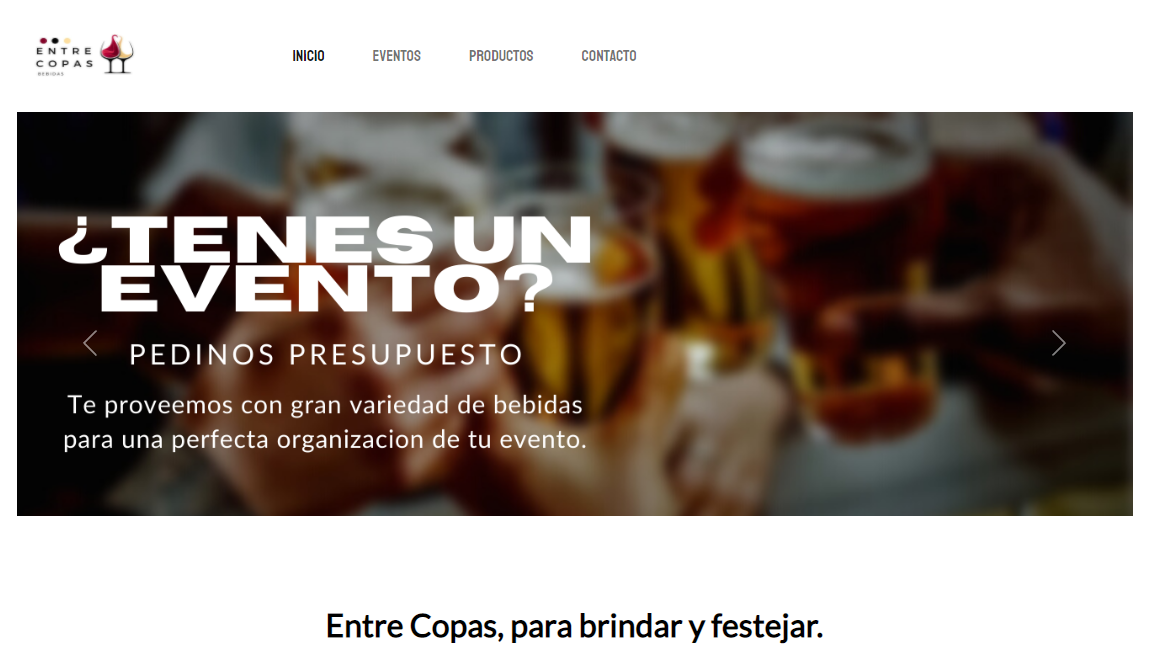 ENTRE
COPAS
BEBIDAS
INICIO EVENTOS PRODUCTOS CONTACTO
¿TENES UN
EVENTO?
PEDINOS PRESUPUESTO
Te proveemos con gran variedad de bebidas
para una perfecta organizacion de tu evento.
Entre Copas, para brindar y festejar.